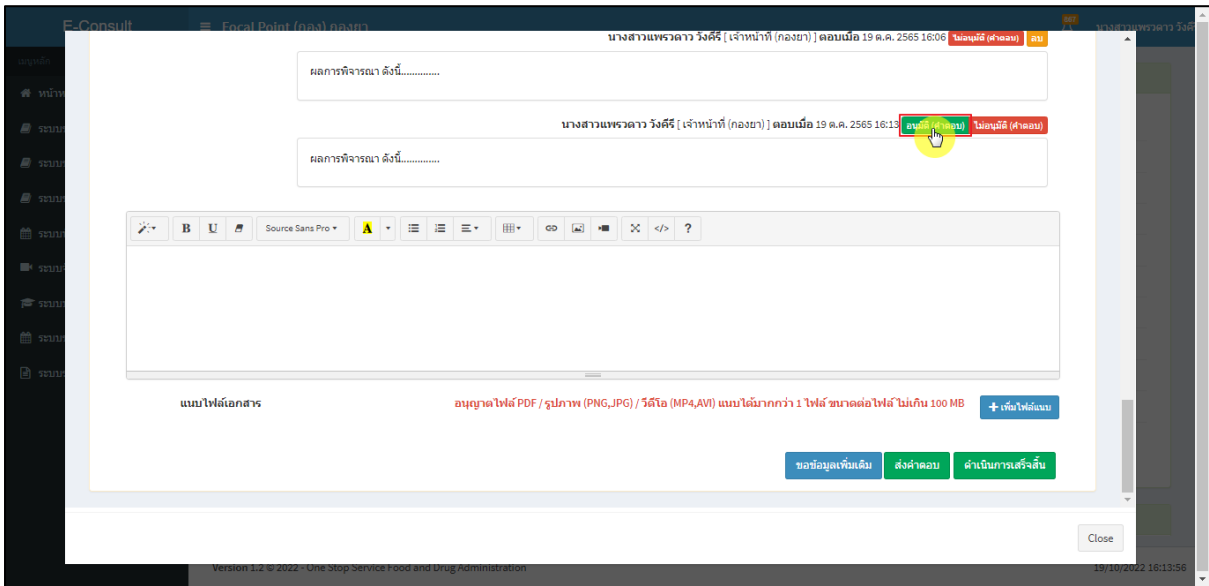 E-Consult
Focal Point (กอง) กองยา
นางสาวแพรวดาว วังคีรี [ เจ้าหน้าที่ (กองยา) ] ตอบเมื่อ 19 ต.ค. 2565 16:06 ไม่อนุมัติ (คำตอบ) ลบ
ผลการพิจารณา ดังนี้..............
นางสาวแพรวดาว วังคีรี [ เจ้าหน้าที่ (กองยา) ] ตอบเมื่อ 19 ต.ค. 2565 16:13 อนุมัติ (คำตอบ) ไม่อนุมัติ (คำตอบ)
ผลการพิจารณา ดังนี้..............
B U Source Sans Pro A </> ?
แนบไฟล์เอกสาร อนุญาตไฟล์ PDF / รูปภาพ (PNG,JPG) / วีดีโอ (MP4,AVI) แนบได้มากกว่า 1 ไฟล์ ขนาดต่อไฟล์ ไม่เกิน 100 MB เพิ่มไฟล์แนบ
ขอข้อมูลเพิ่มเติม ส่งคำตอบ ดำเนินการเสร็จสิ้น
Close
Version 1.2 © 2022 - One Stop Service Food and Drug Administration 19/10/2022 16:13:56